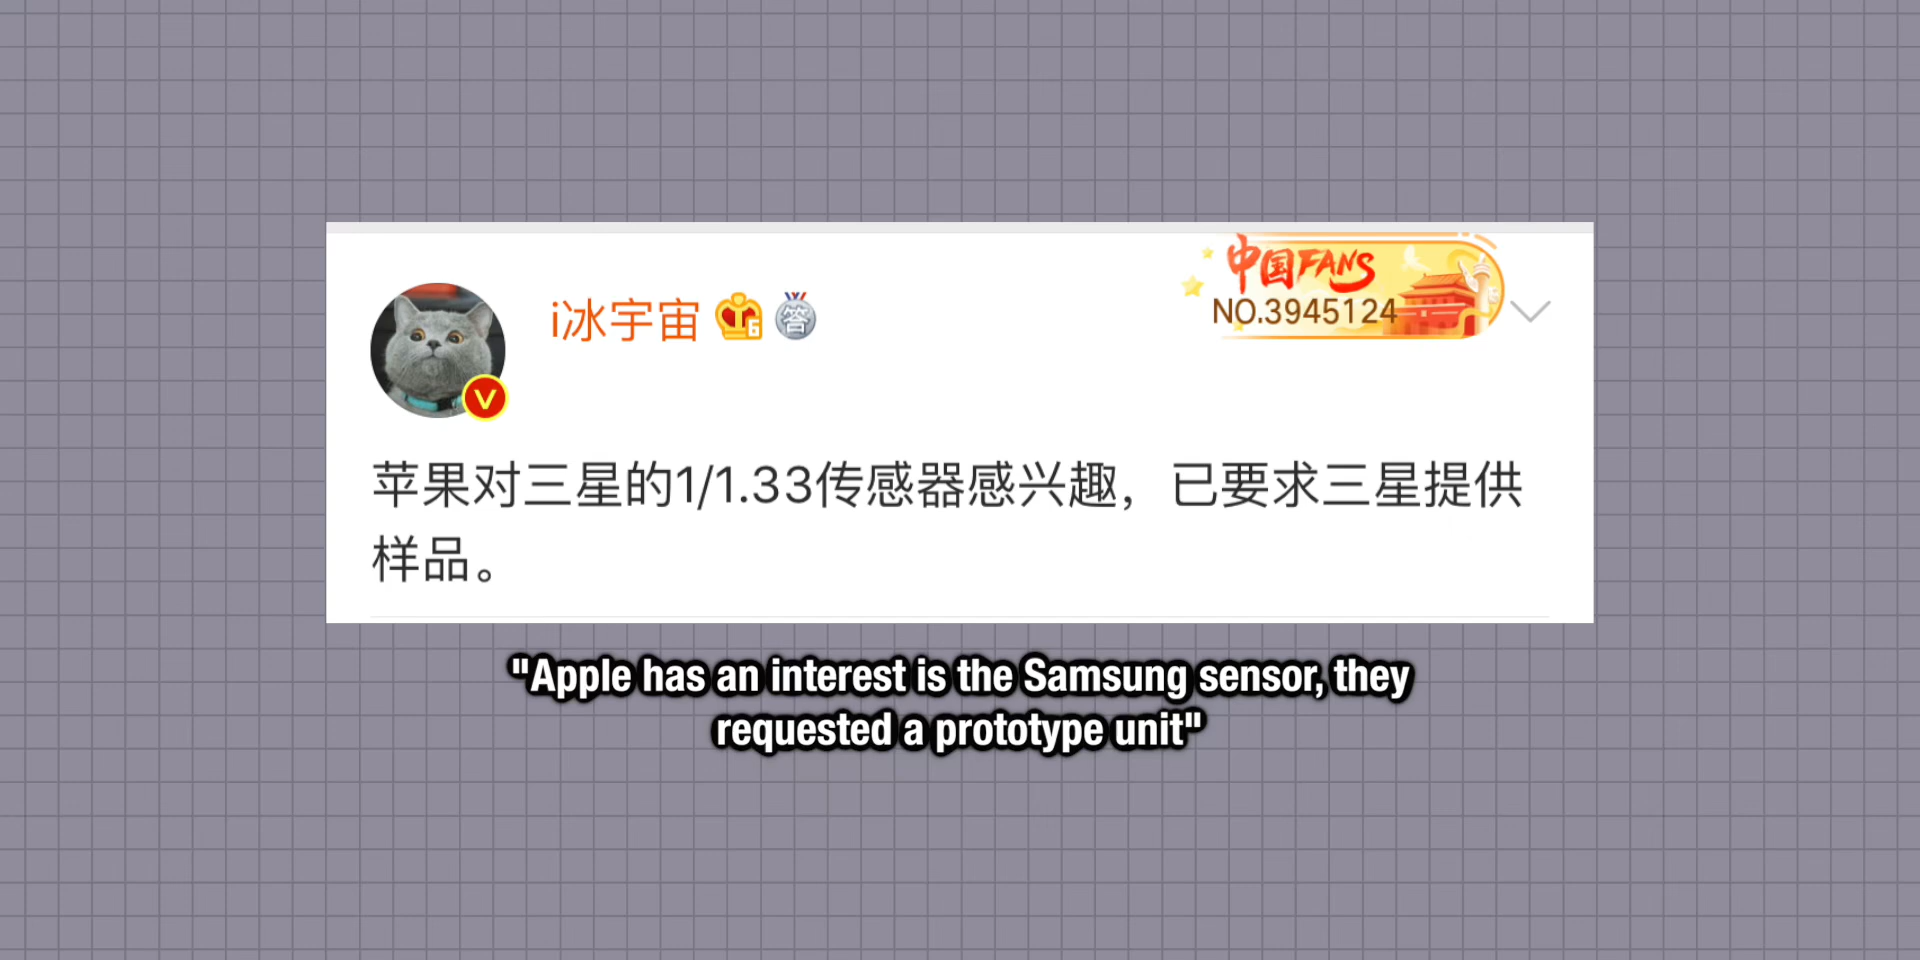 中国FANS
i冰宇宙 6 答
NO.3945124
V
苹果对三星的1/1.33传感器感兴趣，已要求三星提供
样品。
"Apple has an interest is the Samsung sensor, they
requested a prototype unit"